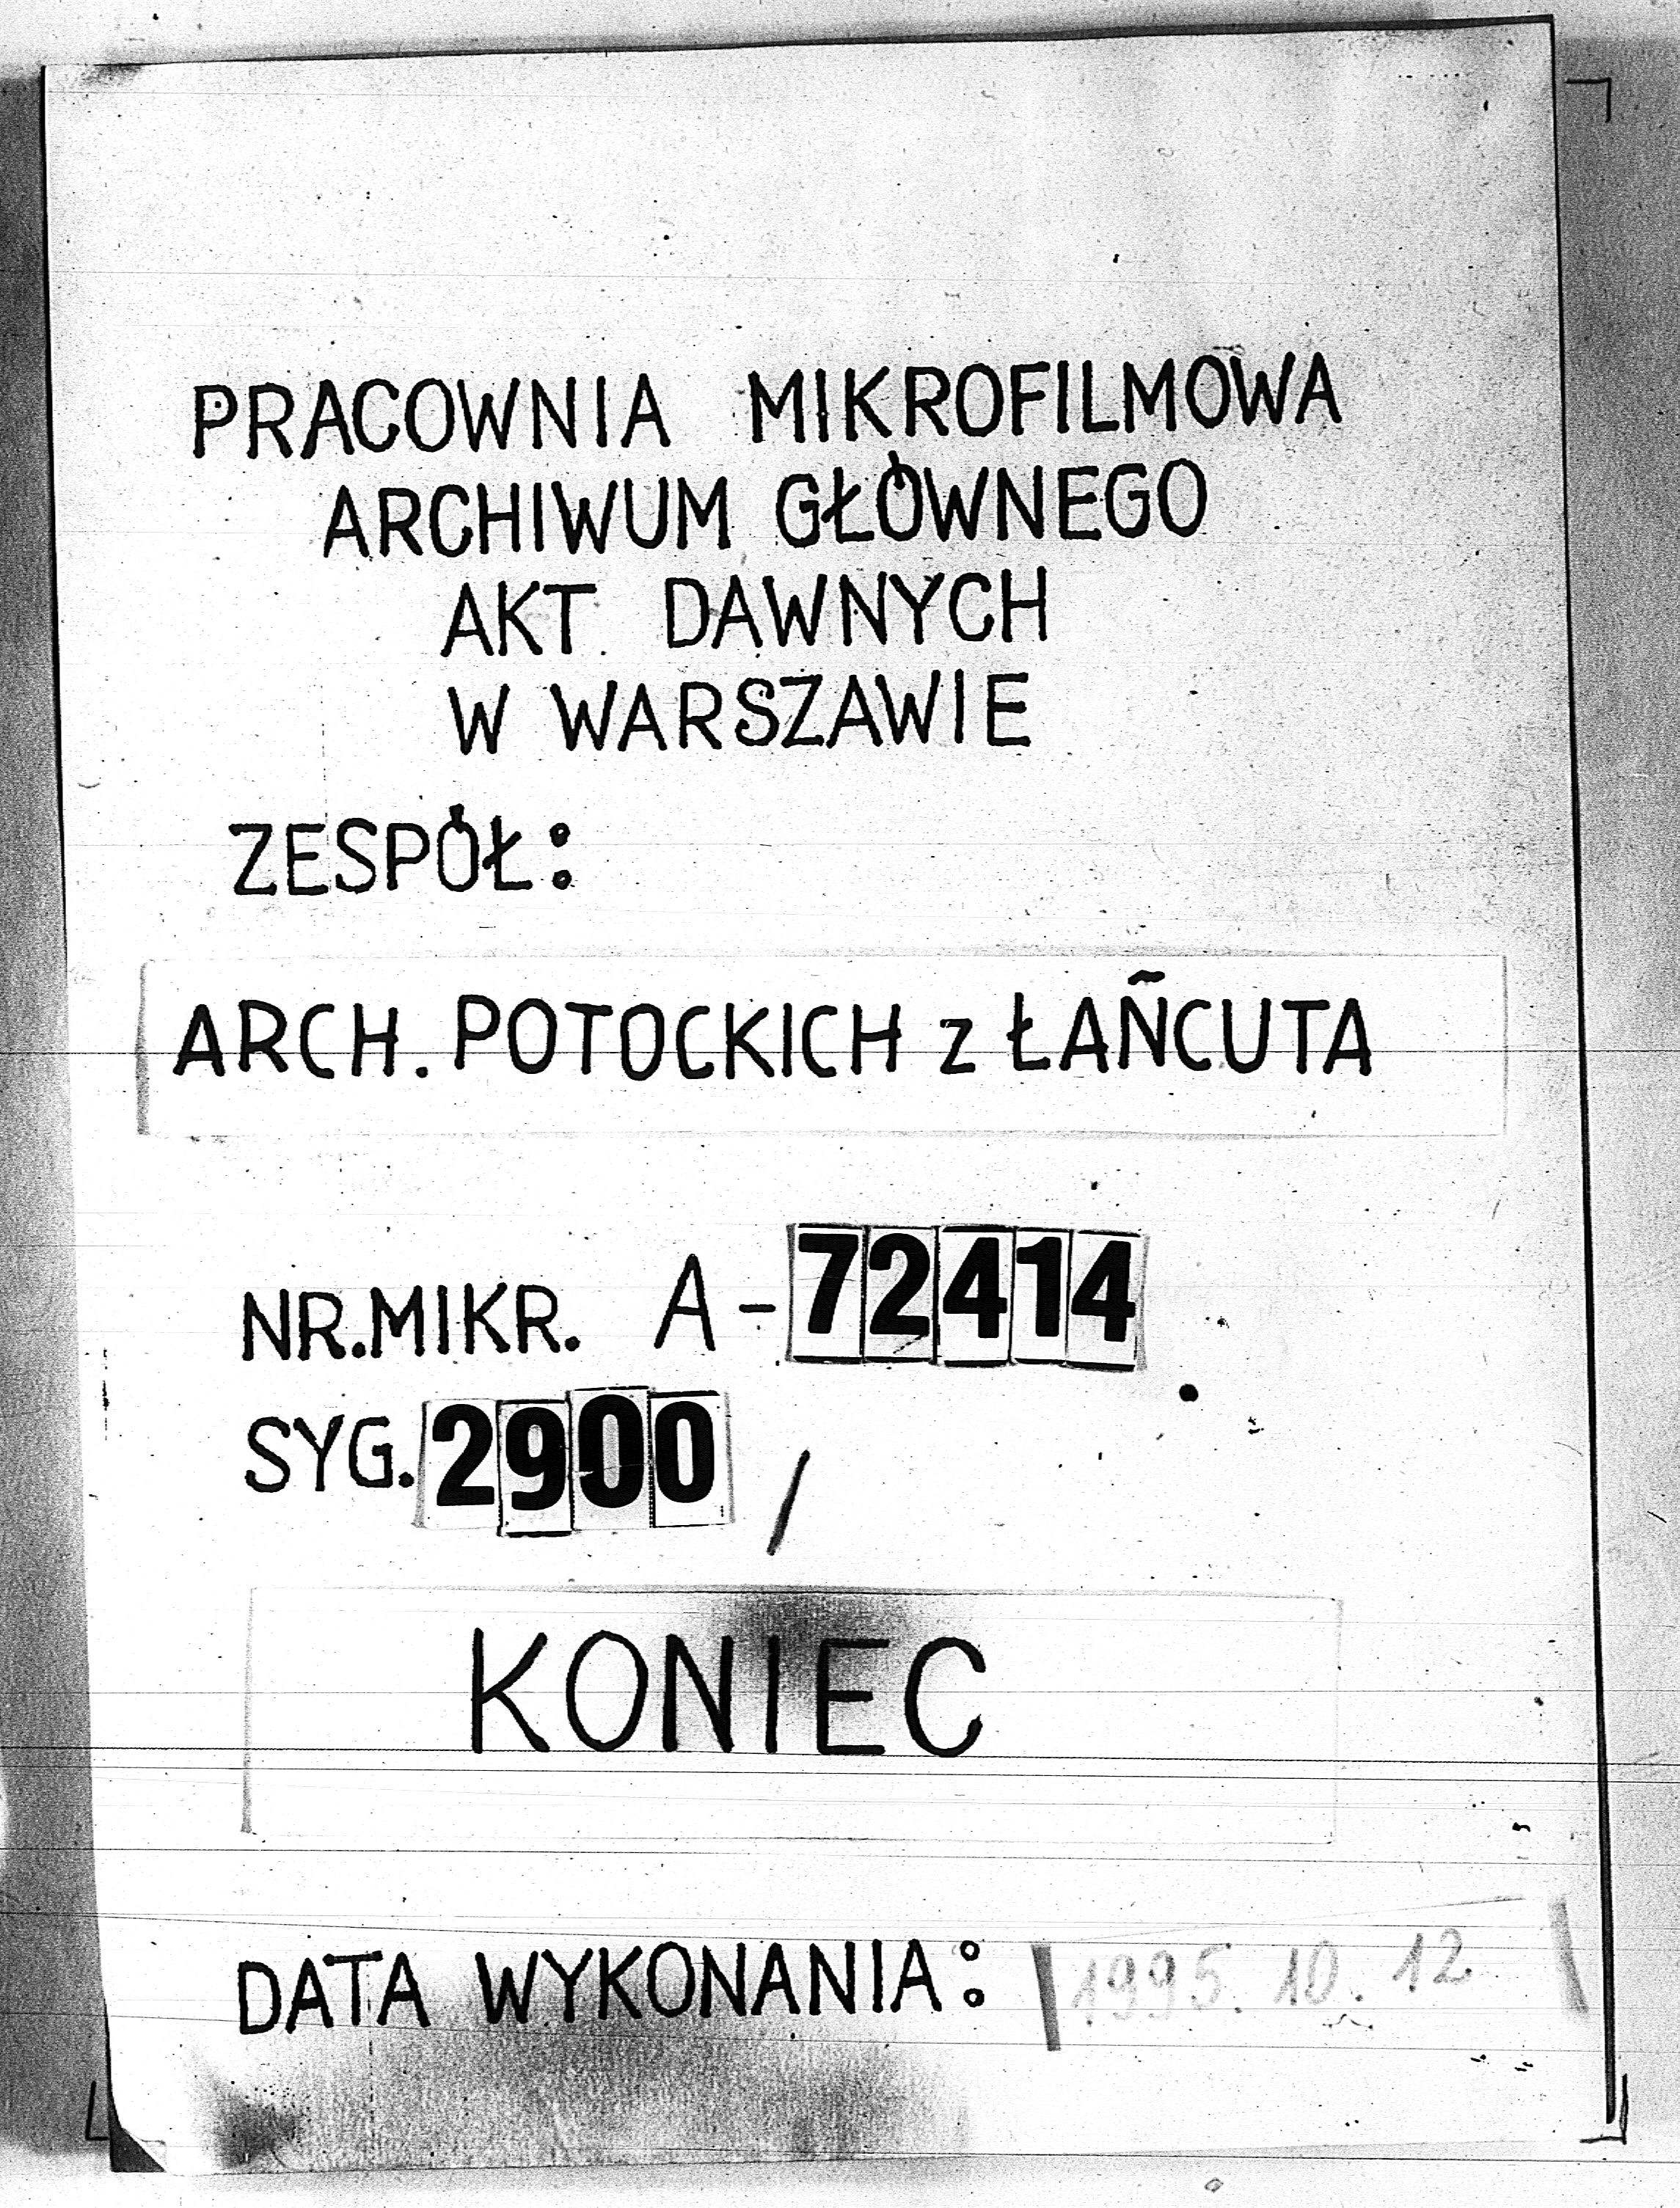 PRACOWNIA MIKROFILMOWA
ARCHIWUM GŁÓWNEGO
AKT DAWNYCH
W WARSZAWIE
ZESPÓŁ:
ARCH. POTOCKICH z ŁAŃCUTA
NR.MIKR. A-72414
SYG. 2900 /
KONIEC
DATA WYKONANIA: 1995. 10. 12